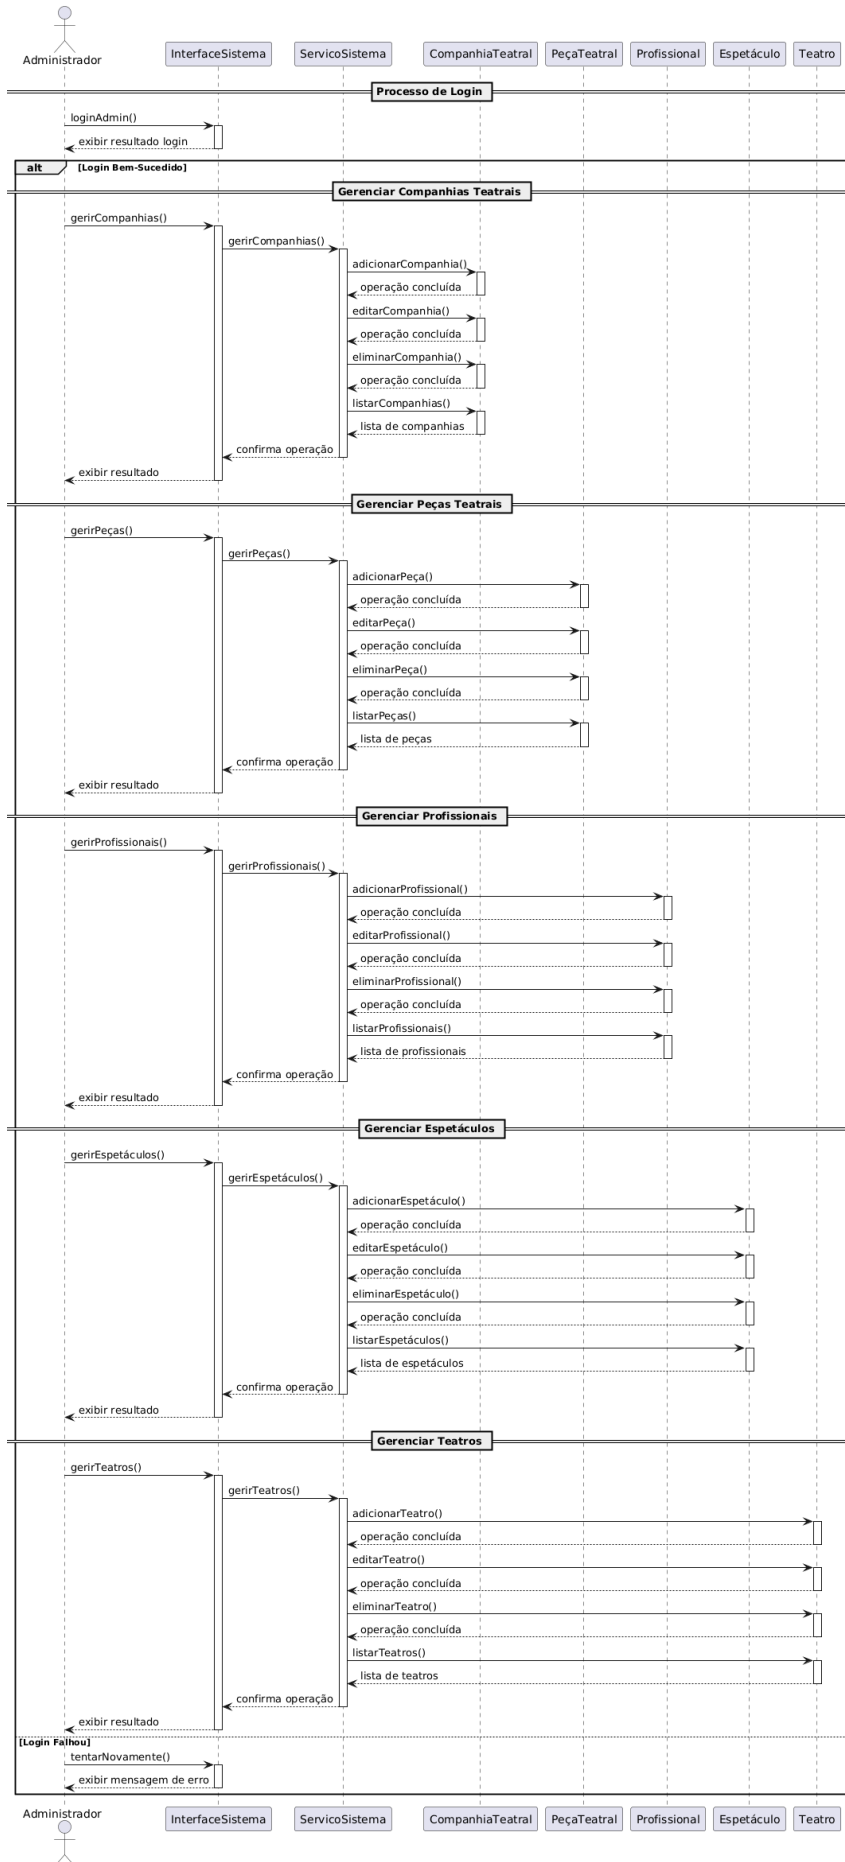 Administrador
InterfaceSistema
ServicoSistema
CompanhiaTeatral
PeçaTeatral
Profissional
Espetáculo
Teatro
Processo de Login
loginAdmin()
exibir resultado login
alt
[Login Bem-Sucedido]
Gerenciar Companhias Teatrais
gerirCompanhias()
gerirCompanhias()
adicionarCompanhia()
operação concluída
editarCompanhia()
operação concluída
eliminarCompanhia()
operação concluída
listarCompanhias()
lista de companhias
confirma operação
exibir resultado
Gerenciar Peças Teatrais
gerirPeças()
gerirPeças()
adicionarPeça()
operação concluída
editarPeça()
operação concluída
eliminarPeça()
operação concluída
listarPeças()
lista de peças
confirma operação
exibir resultado
Gerenciar Profissionais
gerirProfissionais()
gerirProfissionais()
adicionarProfissional()
operação concluída
editarProfissional()
operação concluída
eliminarProfissional()
operação concluída
listarProfissionais()
lista de profissionais
confirma operação
exibir resultado
Gerenciar Espetáculos
gerirEspetáculos()
gerirEspetáculos()
adicionarEspetáculo()
operação concluída
editarEspetáculo()
operação concluída
eliminarEspetáculo()
operação concluída
listarEspetáculos()
lista de espetáculos
confirma operação
exibir resultado
Gerenciar Teatros
gerirTeatros()
gerirTeatros()
adicionarTeatro()
operação concluída
editarTeatro()
operação concluída
eliminarTeatro()
operação concluída
listarTeatros()
lista de teatros
confirma operação
exibir resultado
[Login Falhou]
tentarNovamente()
exibir mensagem de erro
Administrador
InterfaceSistema
ServicoSistema
CompanhiaTeatral
PeçaTeatral
Profissional
Espetáculo
Teatro